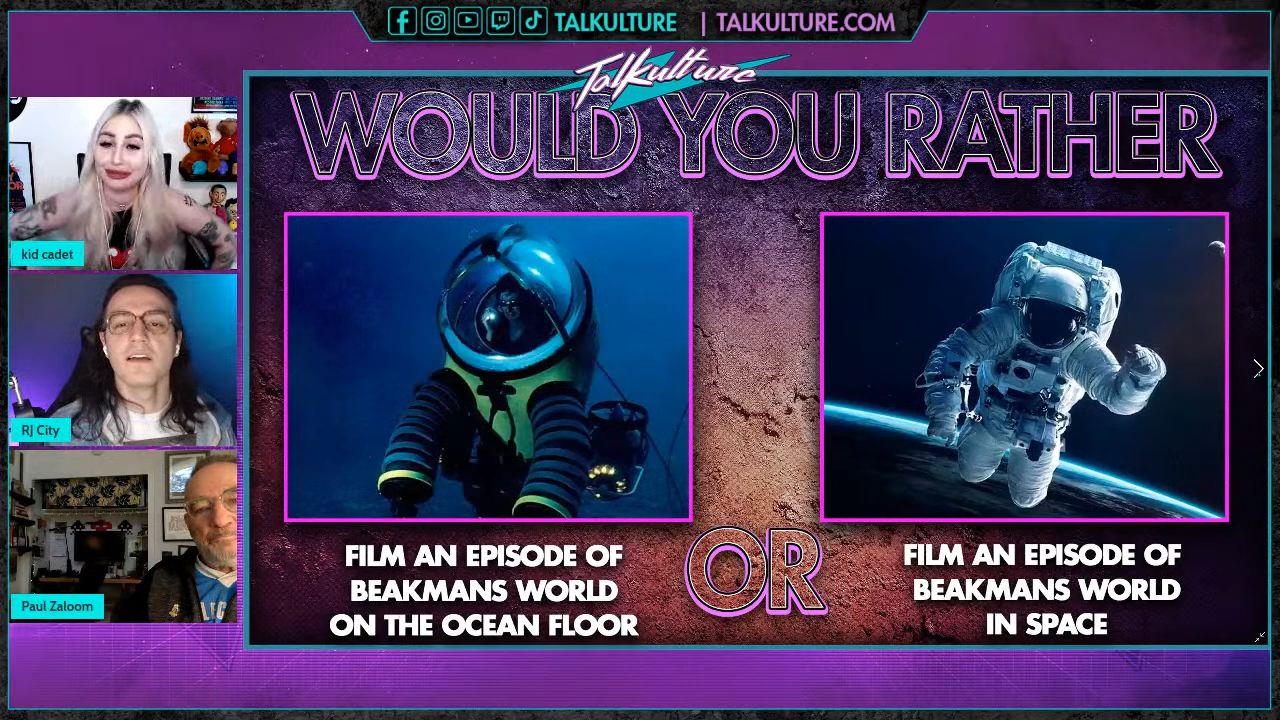 TALKULTURE | TALKULTURE.COM
Talkulture
WOULD YOU RATHER
kid cadet
RJ City
Paul Zaloom
FILM AN EPISODE OF
BEAKMANS WORLD
ON THE OCEAN FLOOR
OR
FILM AN EPISODE OF
BEAKMANS WORLD
IN SPACE